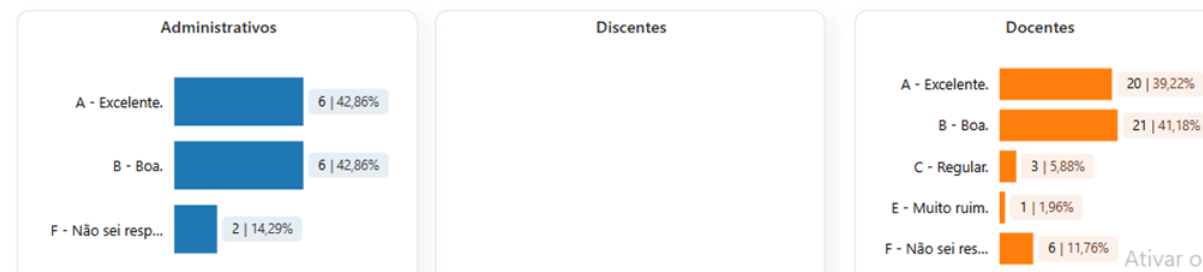 Administrativos
A - Excelente.
6 | 42,86%
B - Boa.
6 | 42,86%
F - Não sei resp...
2 | 14,29%
Discentes
Docentes
A - Excelente.
20 | 39,22%
B - Boa.
21 | 41,18%
C - Regular.
3 | 5,88%
E - Muito ruim.
1 | 1,96%
F - Não sei res...
6 | 11,76%
Ativar o